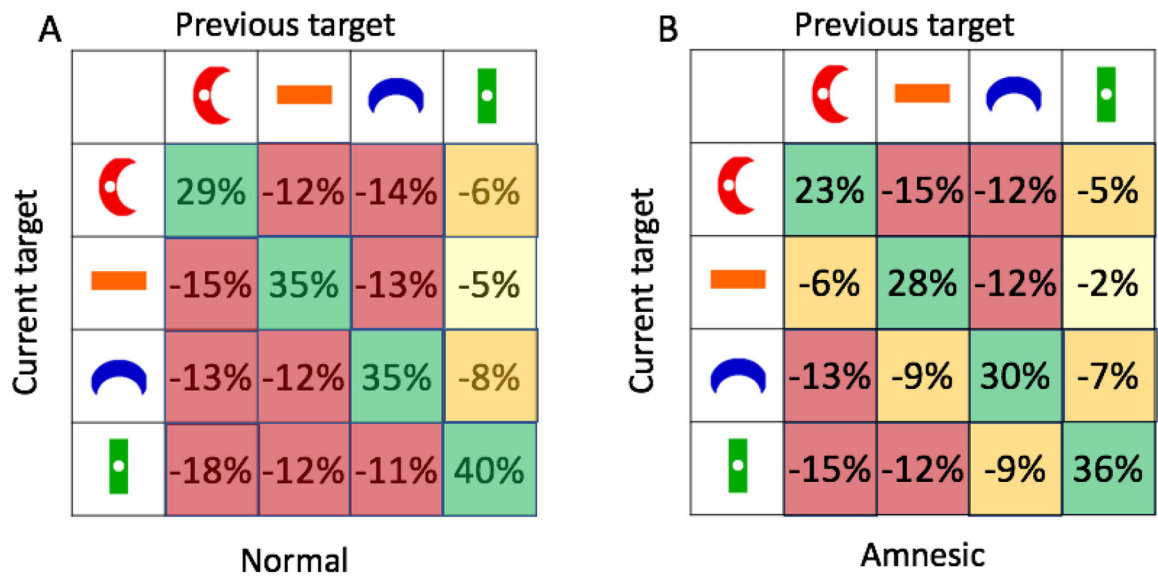 A Previous target
B Previous target
Current target
29% -12% -14% -6%
-15% 35% -13% -5%
-13% -12% 35% -8%
-18% -12% -11% 40%
Normal
Current target
23% -15% -12% -5%
-6% 28% -12% -2%
-13% -9% 30% -7%
-15% -12% -9% 36%
Amnesic